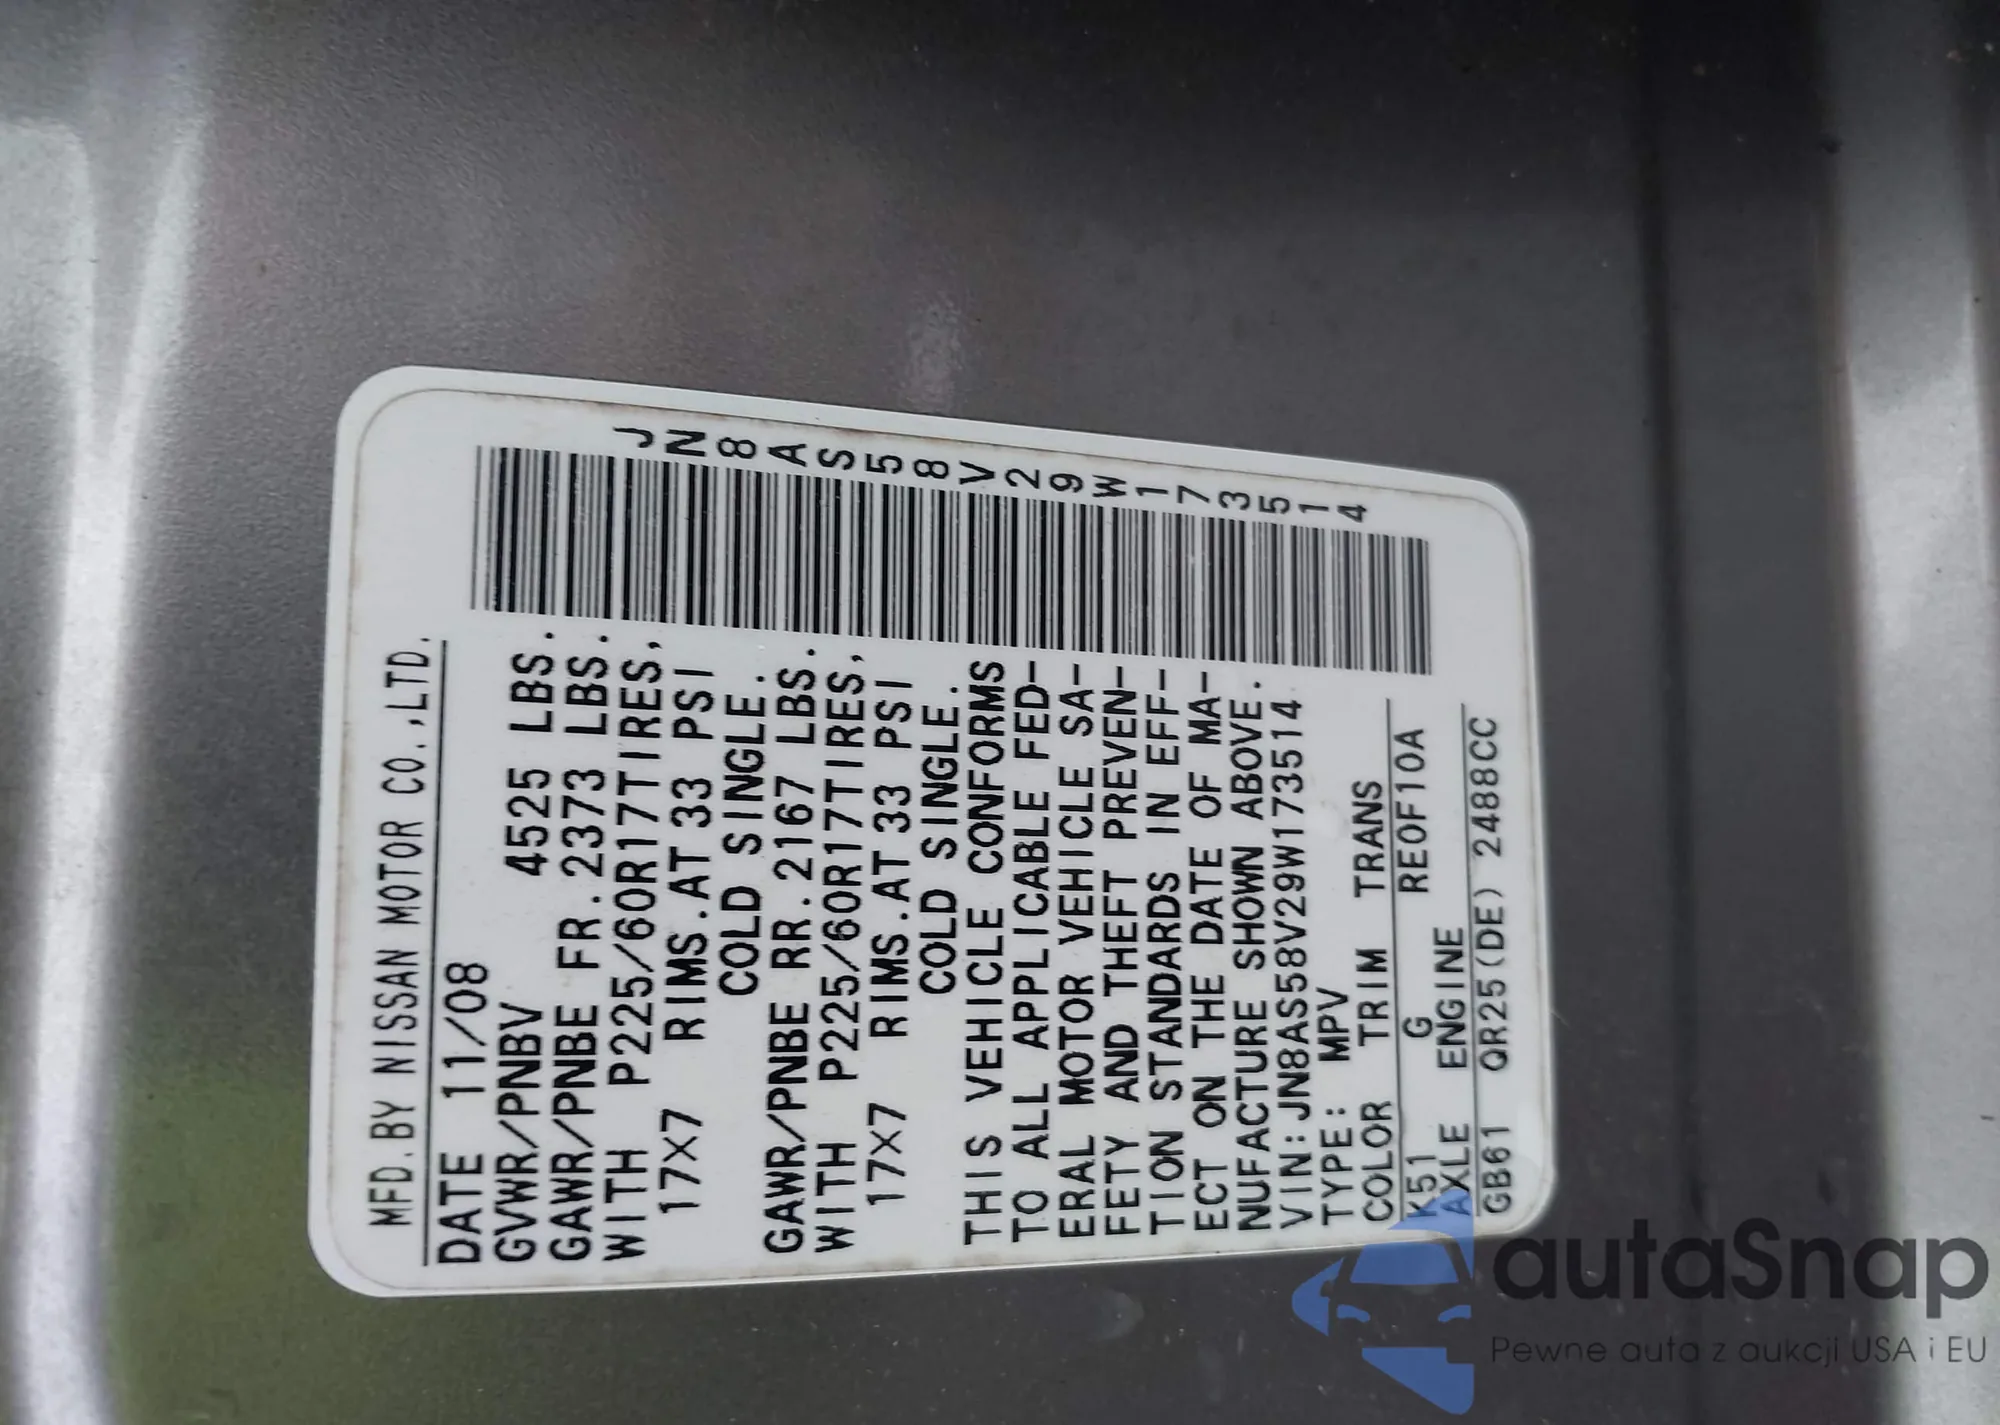 MFD.BY NISSAN MOTOR CO.,LTD.
DATE 11/08
GVWR/PNBV 4525 LBS.
GAWR/PNBE FR.2373 LBS.
WITH P225/60R17TIRES,
17X7 RIMS.AT 33 PSI
COLD SINGLE.
GAWR/PNBE RR.2167 LBS.
WITH P225/60R17TIRES,
17X7 RIMS.AT 33 PSI
COLD SINGLE.
THIS VEHICLE CONFORMS
TO ALL APPLICABLE FED-
ERAL MOTOR VEHICLE SA-
FETY AND THEFT PREVEN-
TION STANDARDS IN EFF-
ECT ON THE DATE OF MA-
NUFACTURE SHOWN ABOVE.
VIN:JN8AS58V29W173514
TYPE: MPV
COLOR TRIM TRANS
K51 G RE0F10A
AXLE ENGINE
GB61 QR25(DE) 2488CC
JN8AS58V29W173514
autaSnap
Pewne auta z aukcji USA i EU